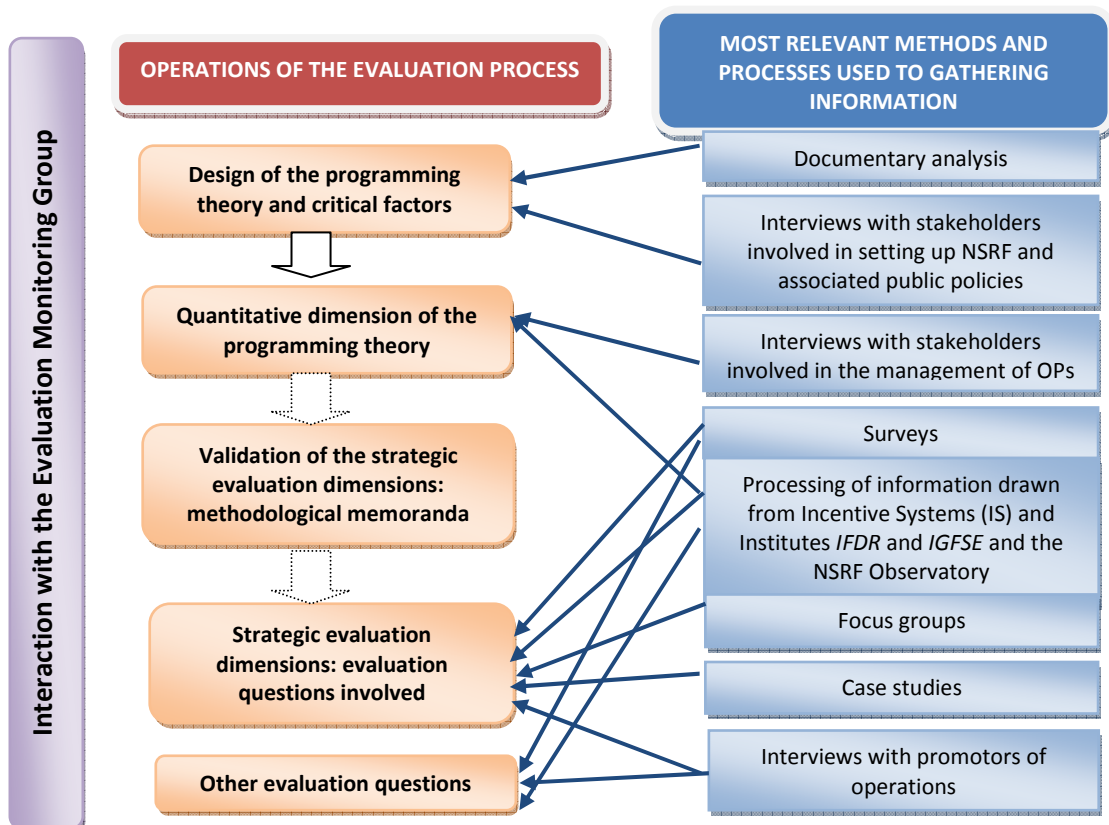 Interaction with the Evaluation Monitoring Group
OPERATIONS OF THE EVALUATION PROCESS
Design of the programming
theory and critical factors
Quantitative dimension of the
programming theory
Validation of the strategic
evaluation dimensions:
methodological memoranda
Strategic evaluation
dimensions: evaluation
questions involved
Other evaluation questions
MOST RELEVANT METHODS AND
PROCESSES USED TO GATHERING
INFORMATION
Documentary analysis
Interviews with stakeholders
involved in setting up NSRF and
associated public policies
Interviews with stakeholders
involved in the management of OPs
Surveys
Processing of information drawn
from Incentive Systems (IS) and
Institutes IFDR and IGFSE and the
NSRF Observatory
Focus groups
Case studies
Interviews with promotors of
operations